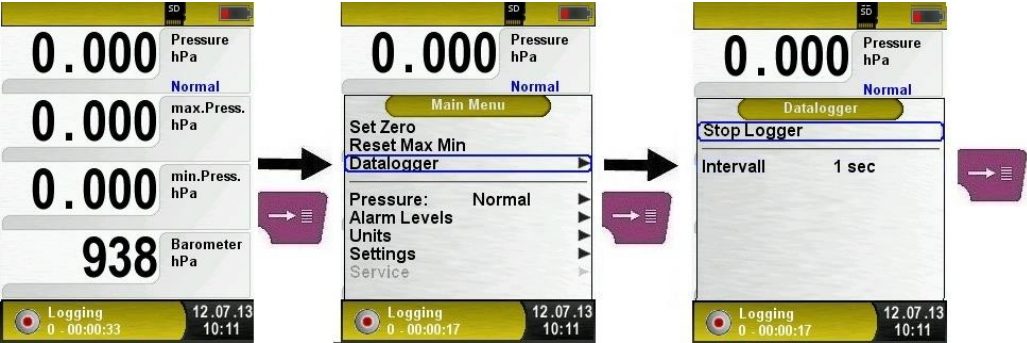 SD
0.000 Pressure
hPa
Normal
0.000 max.Press.
hPa
0.000 min.Press.
hPa
938 Barometer
hPa
Logging
0 - 00:00:33
12.07.13
10:11
SD
0.000 Pressure
hPa
Normal
Main Menu
Set Zero
Reset Max Min
Datalogger
Pressure: Normal
Alarm Levels
Units
Settings
Service
Logging
0 - 00:00:17
12.07.13
10:11
SD
0.000 Pressure
hPa
Normal
Datalogger
Stop Logger
Intervall 1 sec
Logging
0 - 00:00:17
12.07.13
10:11